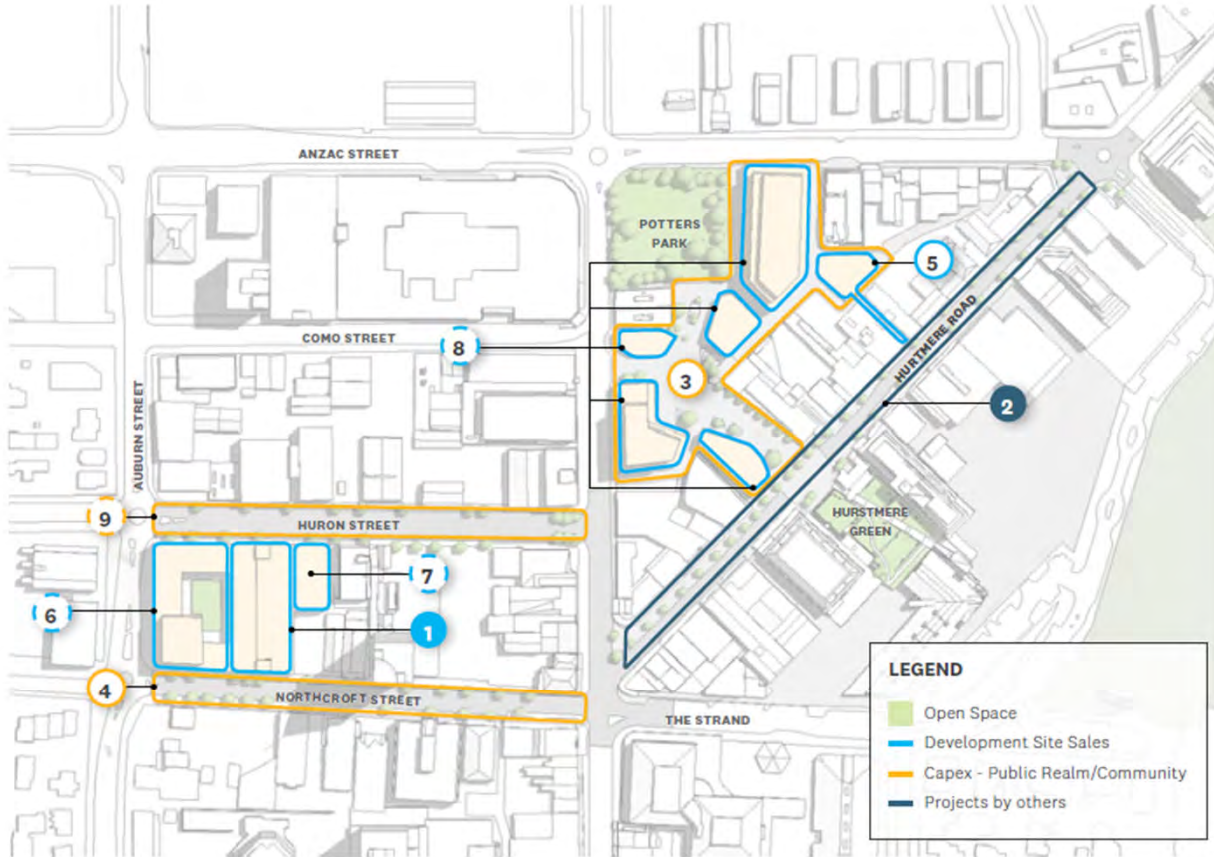 ANZAC STREET
POTTERS
PARK
5
COMO STREET
8
3
HURTMERE ROAD
2
AUBURN STREET
9
HURON STREET
HURSTMERE
GREEN
7
6
1
4
NORTHCROFT STREET
THE STRAND
LEGEND
Open Space
Development Site Sales
Capex - Public Realm/Community
Projects by others